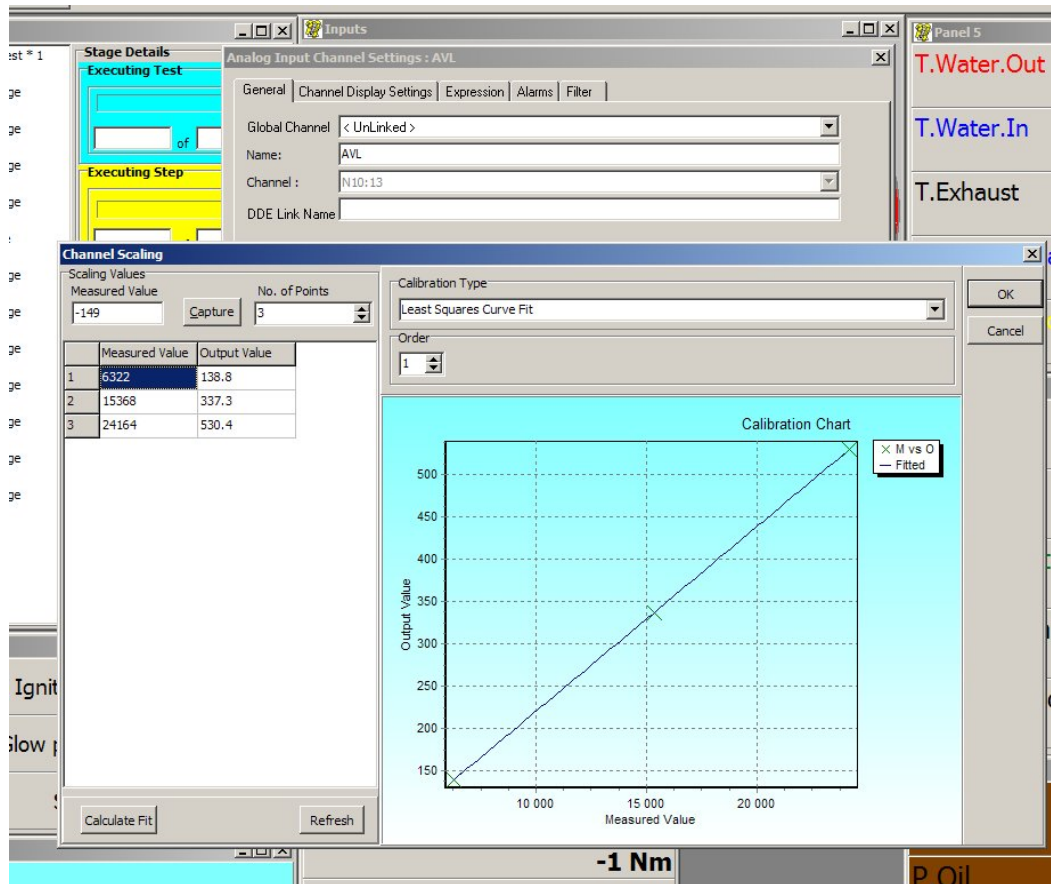 Inputs
Panel 5
est * 1
Stage Details
Executing Test
of
Executing Step
ge
ge
ge
ge
ge
ge
ge
ge
ge
ge
ge
Analog Input Channel Settings : AVL
General Channel Display Settings Expression Alarms Filter
Global Channel < UnLinked >
Name: AVL
Channel : N10:13
DDE Link Name
T.Water.Out
T.Water.In
T.Exhaust
Channel Scaling
Scaling Values
Measured Value No. of Points
-149 Capture 3
Measured Value Output Value
1 6322 138.8
2 15368 337.3
3 24164 530.4
Calibration Type
Least Squares Curve Fit
Order
1
OK
Cancel
Calibration Chart
M vs O
Fitted
500
450
400
350
300
250
200
150
Output Value
10 000 15 000 20 000
Measured Value
Calculate Fit Refresh
Ignit
Glow p
-1 Nm
P Oil